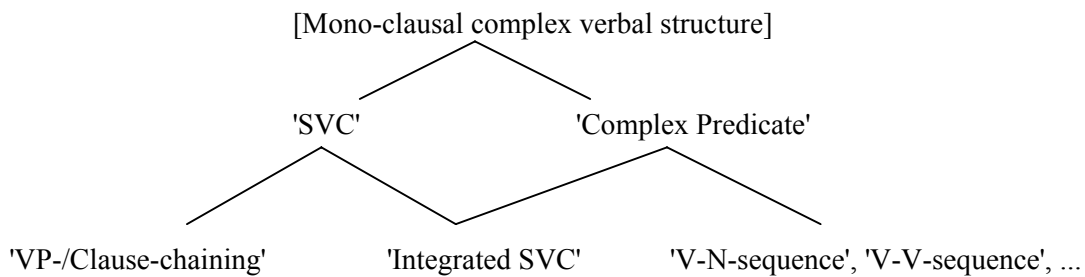 [Mono-clausal complex verbal structure]
'SVC' 'Complex Predicate'
'VP-/Clause-chaining' 'Integrated SVC' 'V-N-sequence', 'V-V-sequence', ...